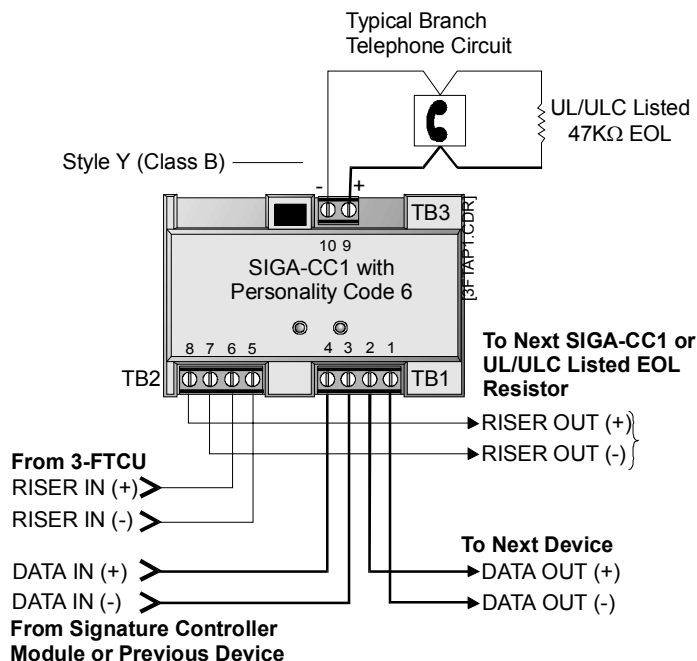 Typical Branch
Telephone Circuit
UL/ULC Listed
47KΩ EOL
Style Y (Class B)
- +
TB3
[3FTAP1.CDR]
10 9
SIGA-CC1 with
Personality Code 6
8 7 6 5 4 3 2 1
TB2
TB1
To Next SIGA-CC1 or
UL/ULC Listed EOL
Resistor
RISER OUT (+)
RISER OUT (-)
From 3-FTCU
RISER IN (+)
RISER IN (-)
To Next Device
DATA IN (+) DATA OUT (+)
DATA IN (-) DATA OUT (-)
From Signature Controller
Module or Previous Device